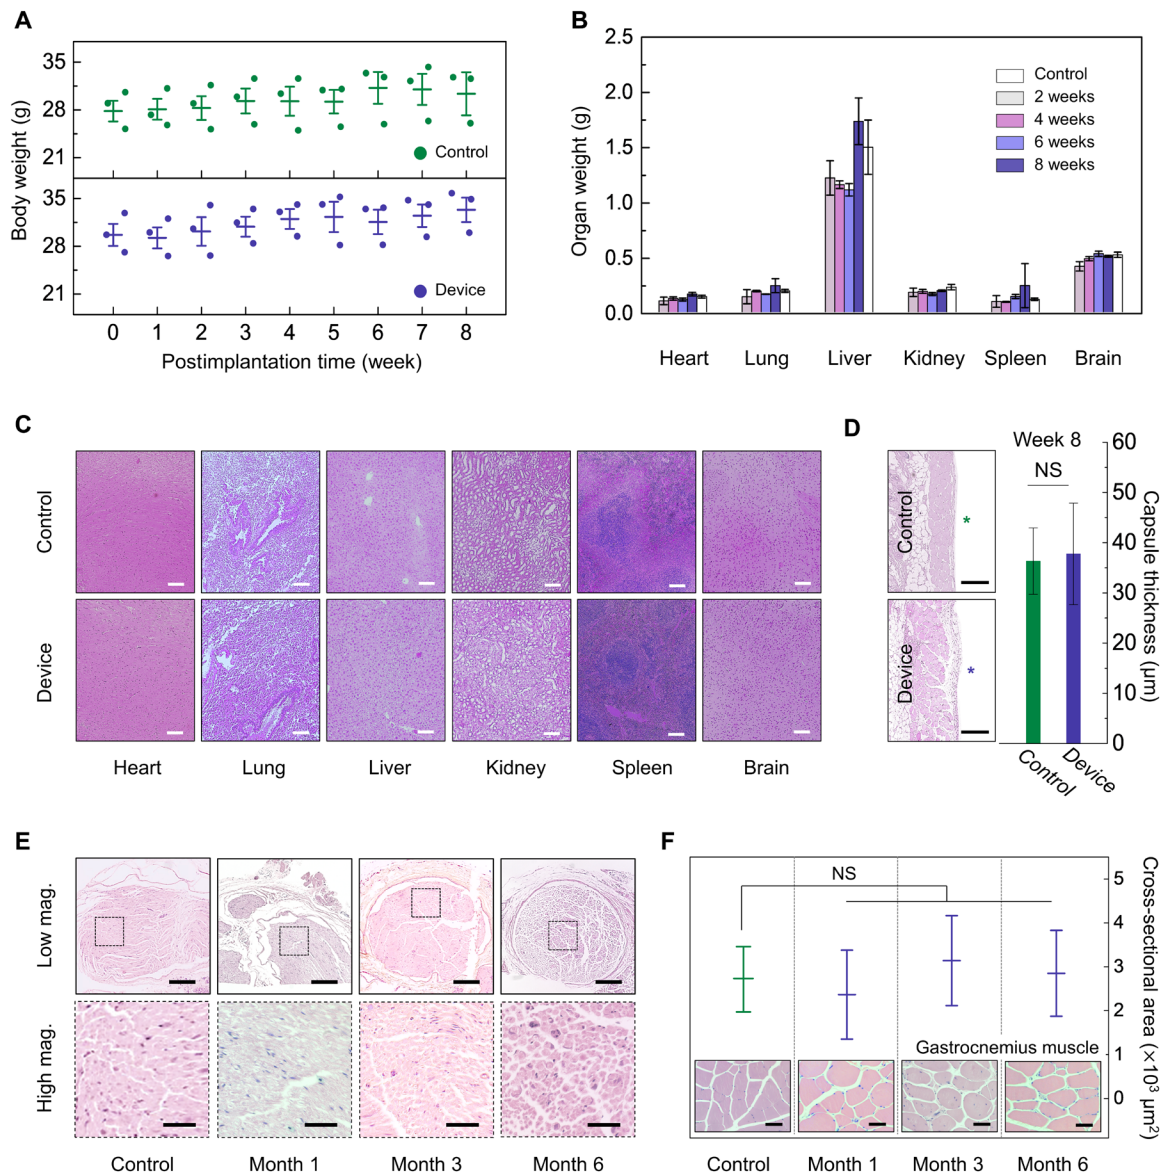 A
Body weight (g)
35
28
21
Control
35
28
21
Device
0 1 2 3 4 5 6 7 8
Postimplantation time (week)
B
Organ weight (g)
2.5
2.0
1.5
1.0
0.5
0.0
Control
2 weeks
4 weeks
6 weeks
8 weeks
Heart Lung Liver Kidney Spleen Brain
C
Control
Device
Heart Lung Liver Kidney Spleen Brain
D
Control
*
Device
*
Week 8
NS
60
50
40
30
20
10
0
Capsule thickness (μm)
Control
Device
E
Low mag.
High mag.
Control Month 1 Month 3 Month 6
F
NS
5
4
3
2
1
0
Cross-sectional area (×10³ μm²)
Gastrocnemius muscle
Control Month 1 Month 3 Month 6